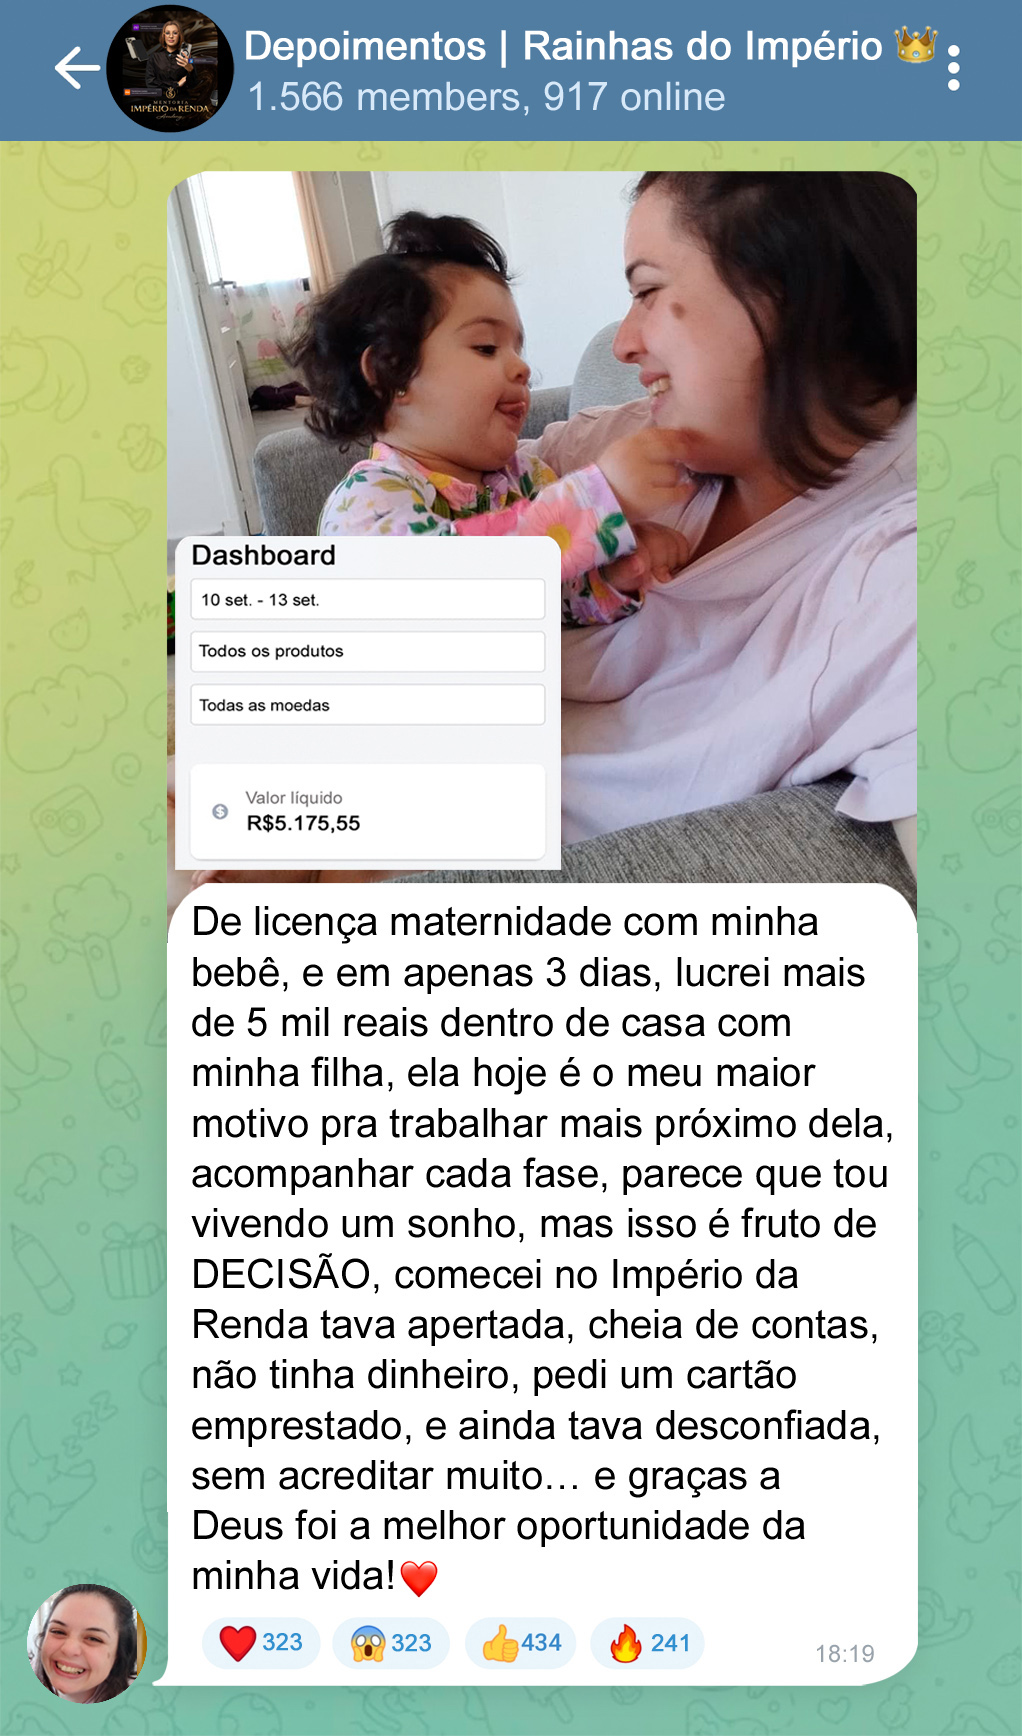 Depoimentos | Rainhas do Império 👑
1.566 members, 917 online
MENTORIA
IMPÉRIO DA RENDA
Dashboard
10 set. - 13 set.
Todos os produtos
Todas as moedas
Valor líquido
R$5.175,55
De licença maternidade com minha
bebê, e em apenas 3 dias, lucrei mais
de 5 mil reais dentro de casa com
minha filha, ela hoje é o meu maior
motivo pra trabalhar mais próximo dela,
acompanhar cada fase, parece que tou
vivendo um sonho, mas isso é fruto de
DECISÃO, comecei no Império da
Renda tava apertada, cheia de contas,
não tinha dinheiro, pedi um cartão
emprestado, e ainda tava desconfiada,
sem acreditar muito... e graças a
Deus foi a melhor oportunidade da
minha vida!❤️
❤️ 323 😱 323 👍 434 🔥 241
18:19